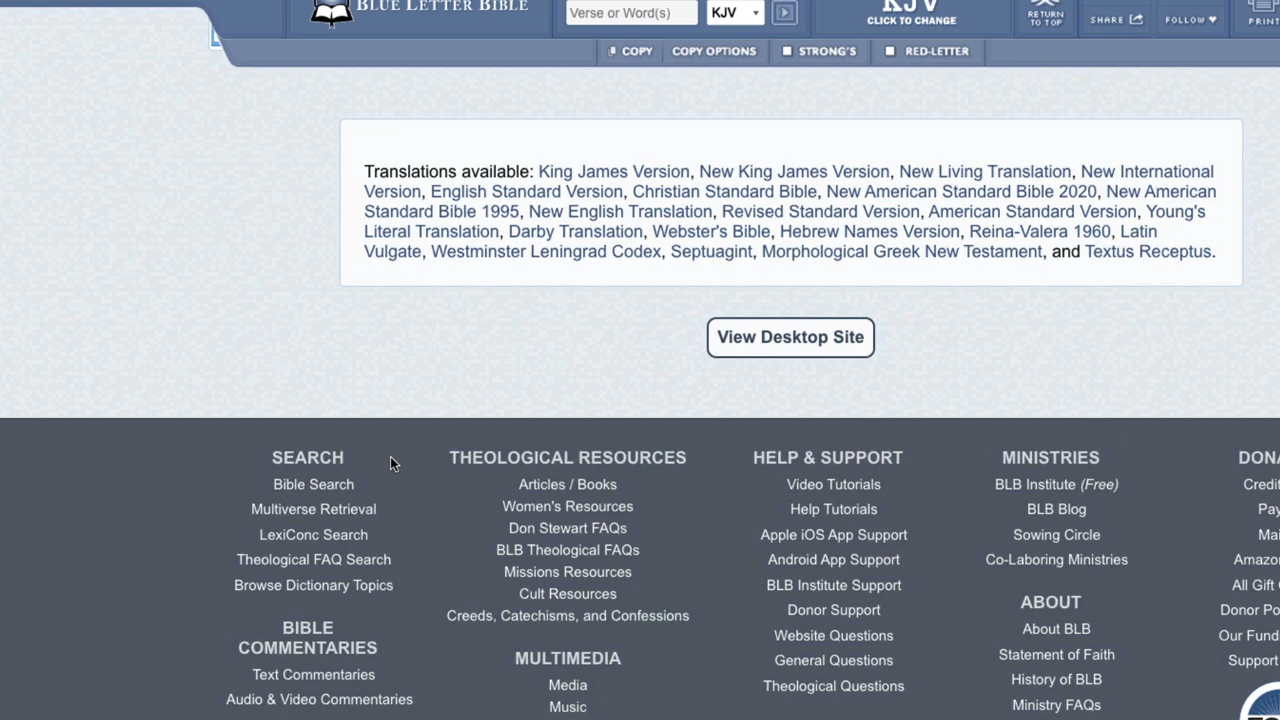 BLUE LETTER BIBLE
Verse or Word(s)
KJV
KJV
CLICK TO CHANGE
RETURN
TO TOP
SHARE
FOLLOW
PRINT
COPY
COPY OPTIONS
STRONG'S
RED-LETTER
Translations available: King James Version, New King James Version, New Living Translation, New International
Version, English Standard Version, Christian Standard Bible, New American Standard Bible 2020, New American
Standard Bible 1995, New English Translation, Revised Standard Version, American Standard Version, Young's
Literal Translation, Darby Translation, Webster's Bible, Hebrew Names Version, Reina-Valera 1960, Latin
Vulgate, Westminster Leningrad Codex, Septuagint, Morphological Greek New Testament, and Textus Receptus.
View Desktop Site
SEARCH
Bible Search
Multiverse Retrieval
LexiConc Search
Theological FAQ Search
Browse Dictionary Topics
BIBLE
COMMENTARIES
Text Commentaries
Audio & Video Commentaries
THEOLOGICAL RESOURCES
Articles / Books
Women's Resources
Don Stewart FAQs
BLB Theological FAQs
Missions Resources
Cult Resources
Creeds, Catechisms, and Confessions
MULTIMEDIA
Media
Music
HELP & SUPPORT
Video Tutorials
Help Tutorials
Apple iOS App Support
Android App Support
BLB Institute Support
Donor Support
Website Questions
General Questions
Theological Questions
MINISTRIES
BLB Institute (Free)
BLB Blog
Sowing Circle
Co-Laboring Ministries
ABOUT
About BLB
Statement of Faith
History of BLB
Ministry FAQs
DONA
Credit
Pay
Mai
Amazo
All Gift
Donor Po
Our Fund
Support